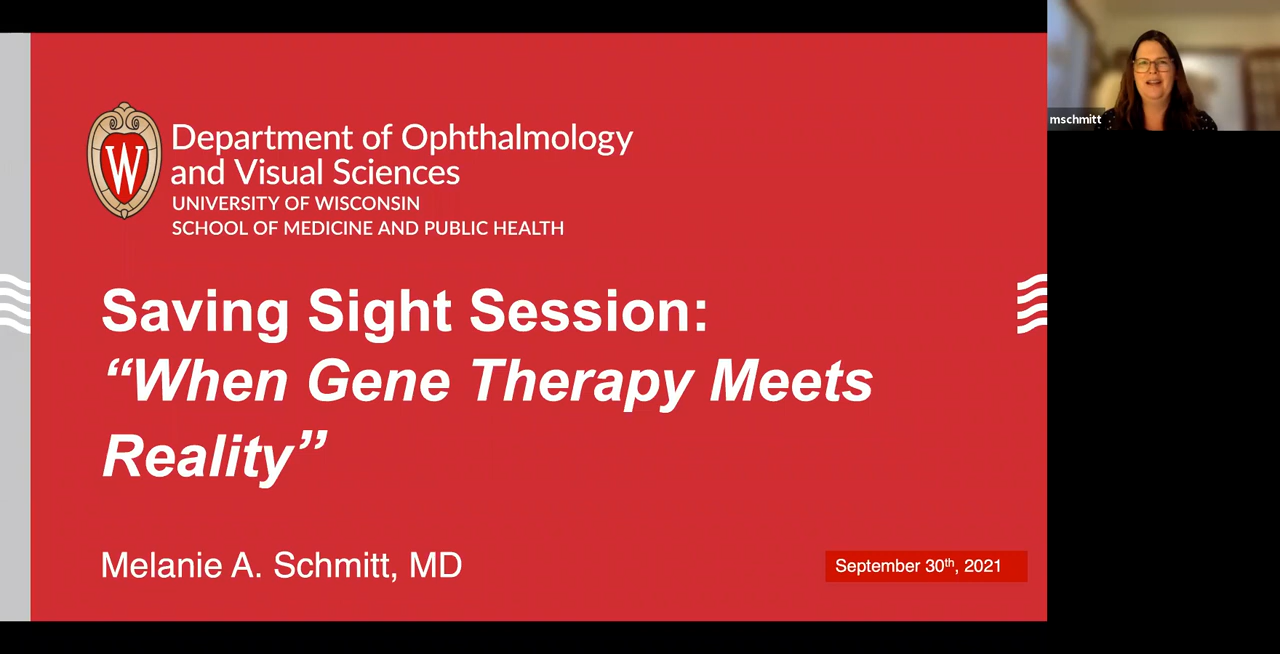 W
Department of Ophthalmology
and Visual Sciences
UNIVERSITY OF WISCONSIN
SCHOOL OF MEDICINE AND PUBLIC HEALTH
Saving Sight Session:
“When Gene Therapy Meets
Reality”
Melanie A. Schmitt, MD
September 30th, 2021
mschmitt